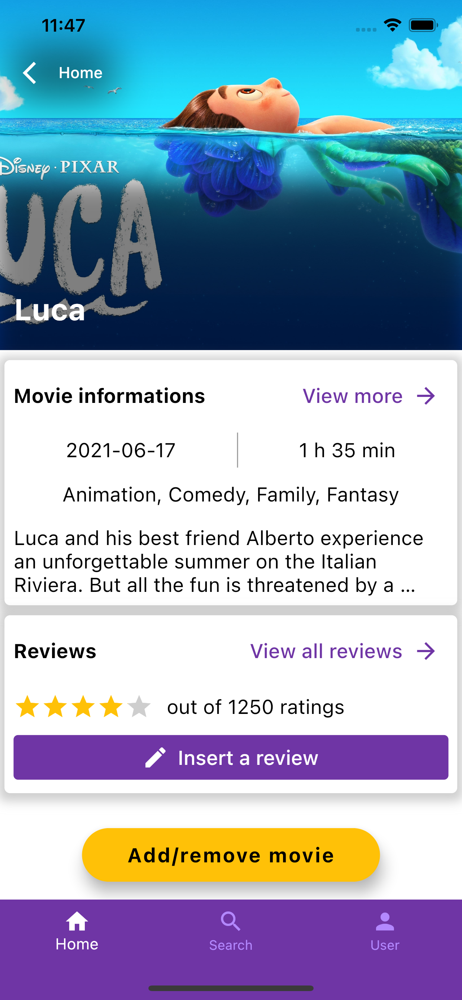 11:47
Home
Disney · PIXAR
UCA
Luca
Movie informations View more
2021-06-17 1 h 35 min
Animation, Comedy, Family, Fantasy
Luca and his best friend Alberto experience
an unforgettable summer on the Italian
Riviera. But all the fun is threatened by a ...
Reviews View all reviews
out of 1250 ratings
Insert a review
Add/remove movie
Home Search User